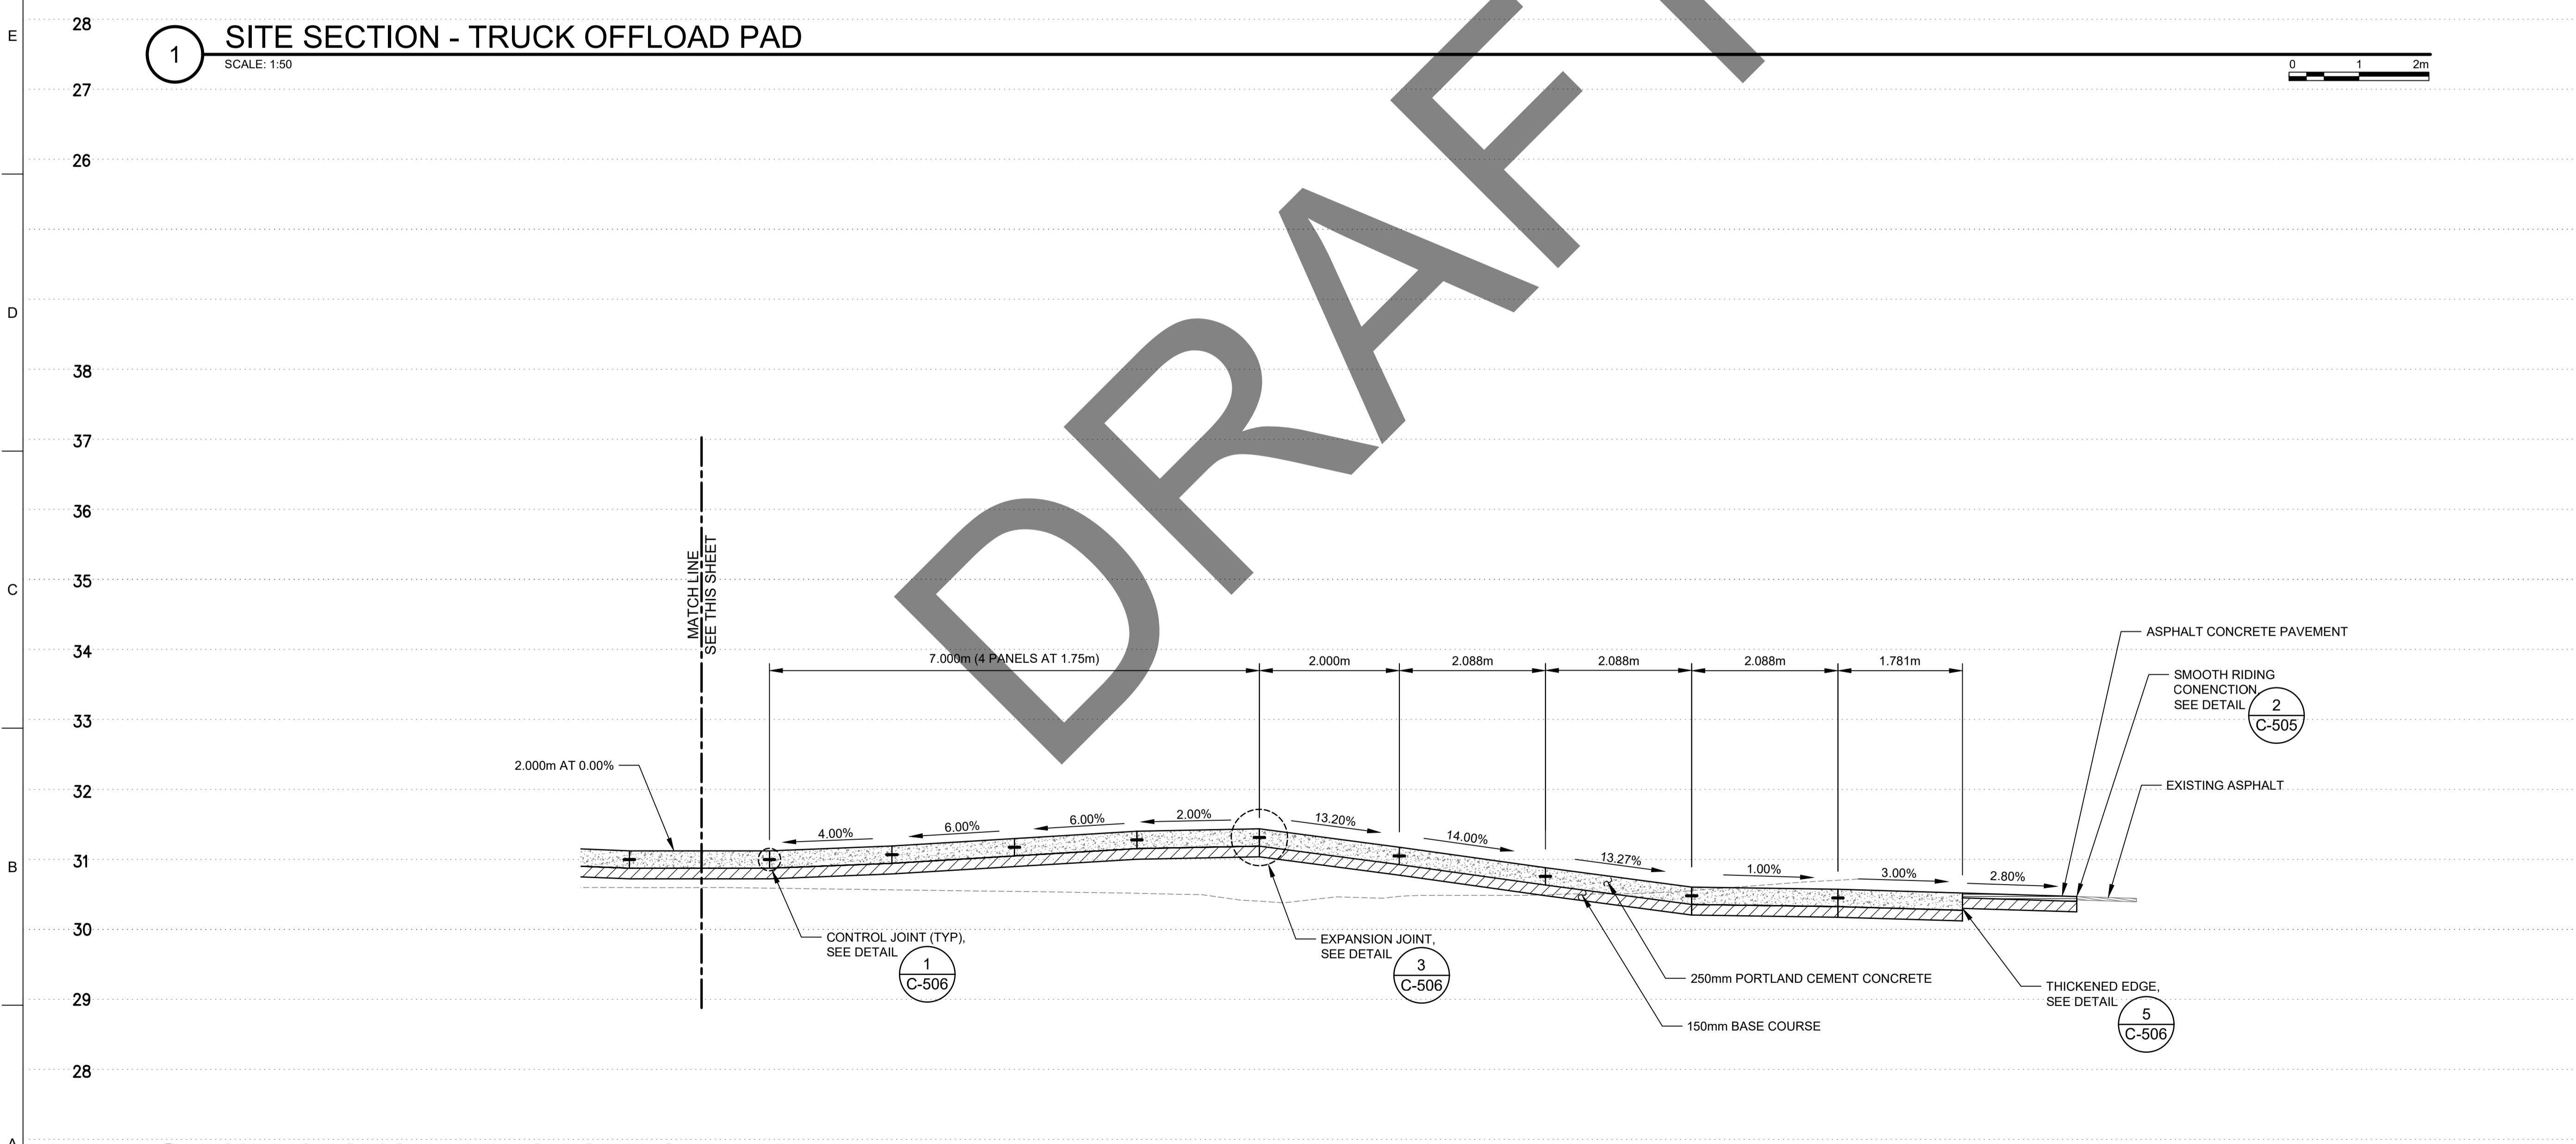 E
28
1
SITE SECTION - TRUCK OFFLOAD PAD
SCALE: 1:50
0 1 2m
27
26
D
38
37
36
C
35
34
33
32
B
31
30
29
28
A
DRAFT
MATCH LINE
SEE THIS SHEET
7.000m (4 PANELS AT 1.75m)
2.000m
2.088m
2.088m
2.088m
1.781m
ASPHALT CONCRETE PAVEMENT
SMOOTH RIDING
CONENCTION,
SEE DETAIL
2
C-505
EXISTING ASPHALT
2.000m AT 0.00%
4.00%
6.00%
6.00%
2.00%
13.20%
14.00%
13.27%
1.00%
3.00%
2.80%
CONTROL JOINT (TYP),
SEE DETAIL
1
C-506
EXPANSION JOINT,
SEE DETAIL
3
C-506
250mm PORTLAND CEMENT CONCRETE
150mm BASE COURSE
THICKENED EDGE,
SEE DETAIL
5
C-506